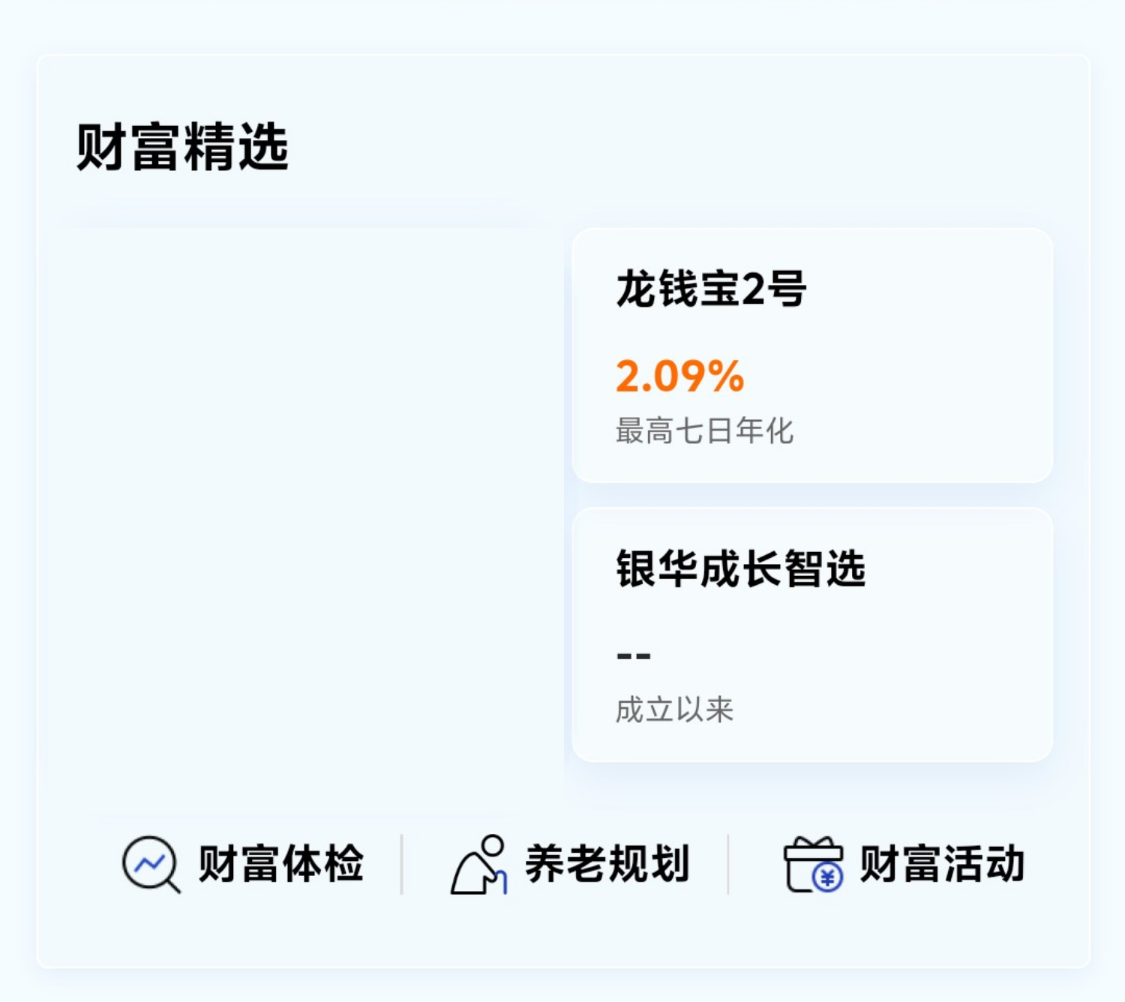 财富精选
龙钱宝2号
2.09%
最高七日年化
银华成长智选
--
成立以来
财富体检
养老规划
¥
财富活动